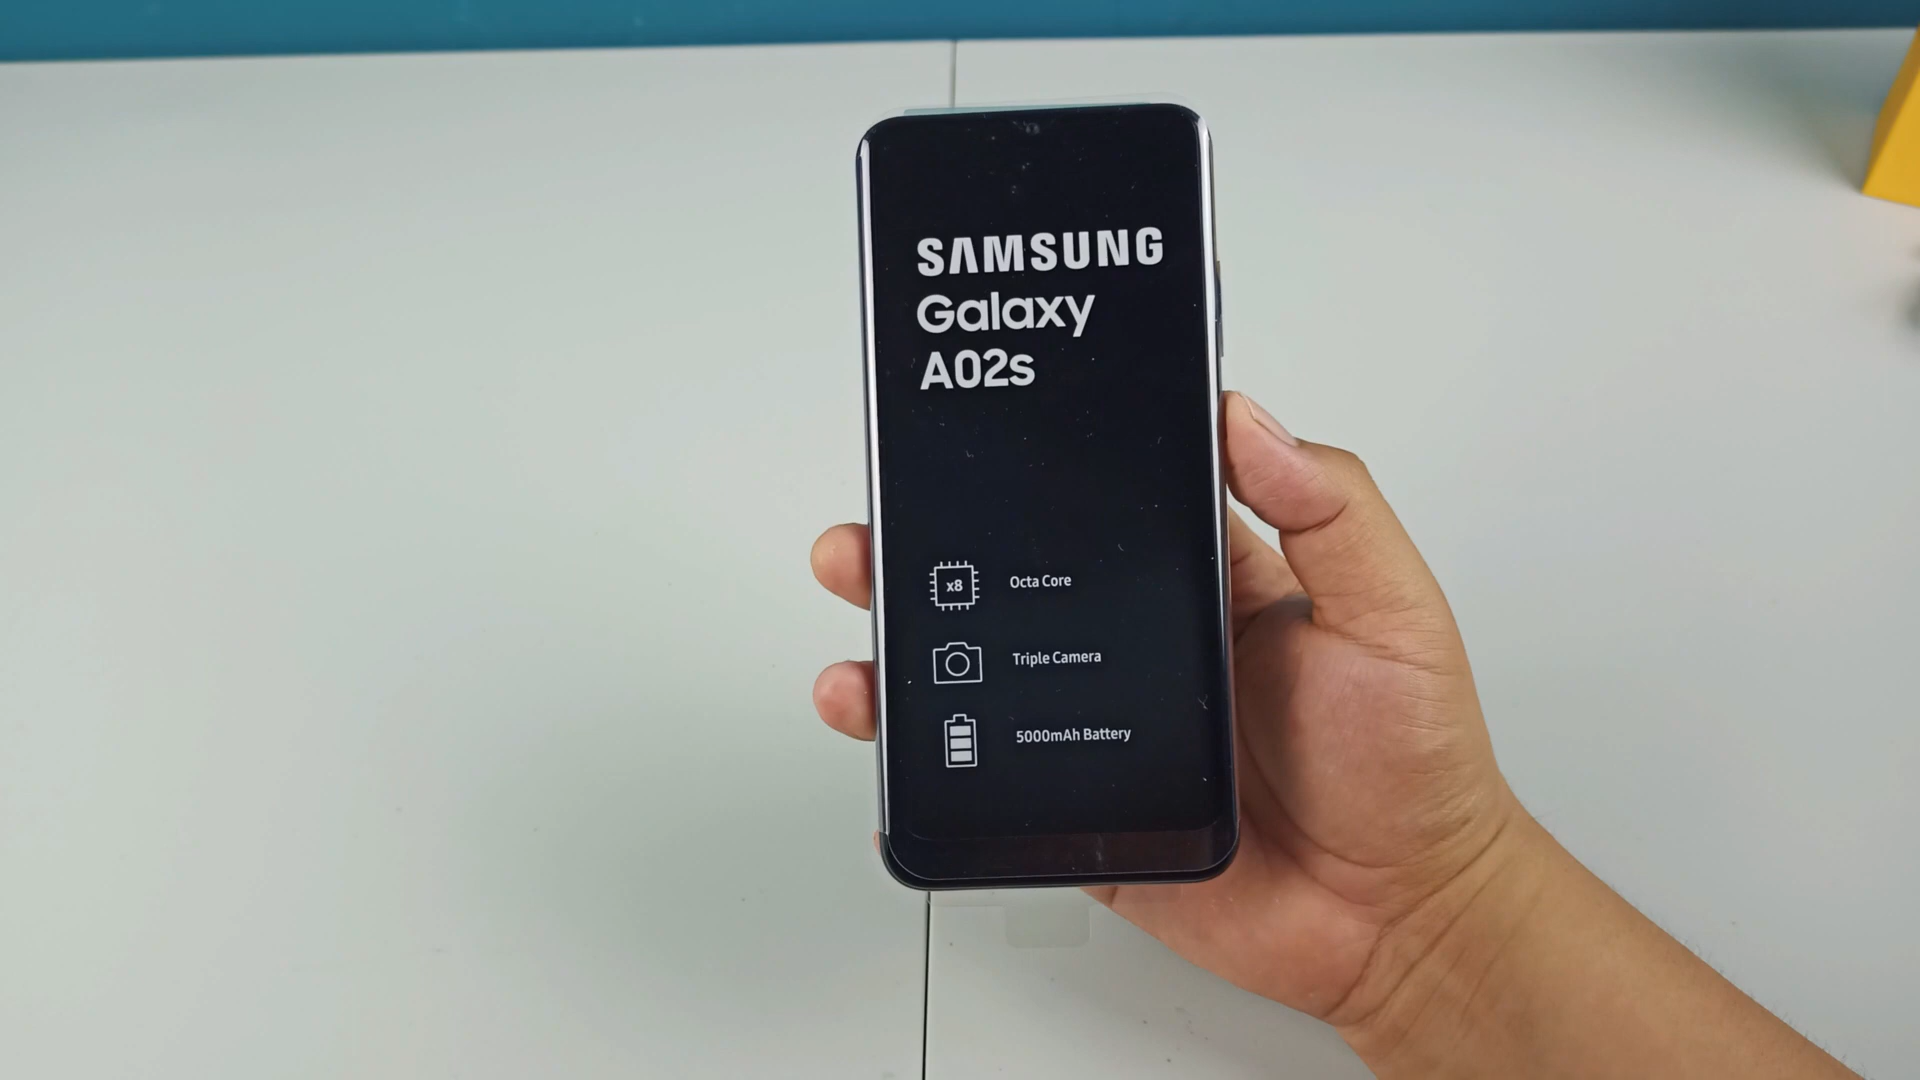 SAMSUNG
Galaxy
A02s
x8
Octa Core
Triple Camera
5000mAh Battery